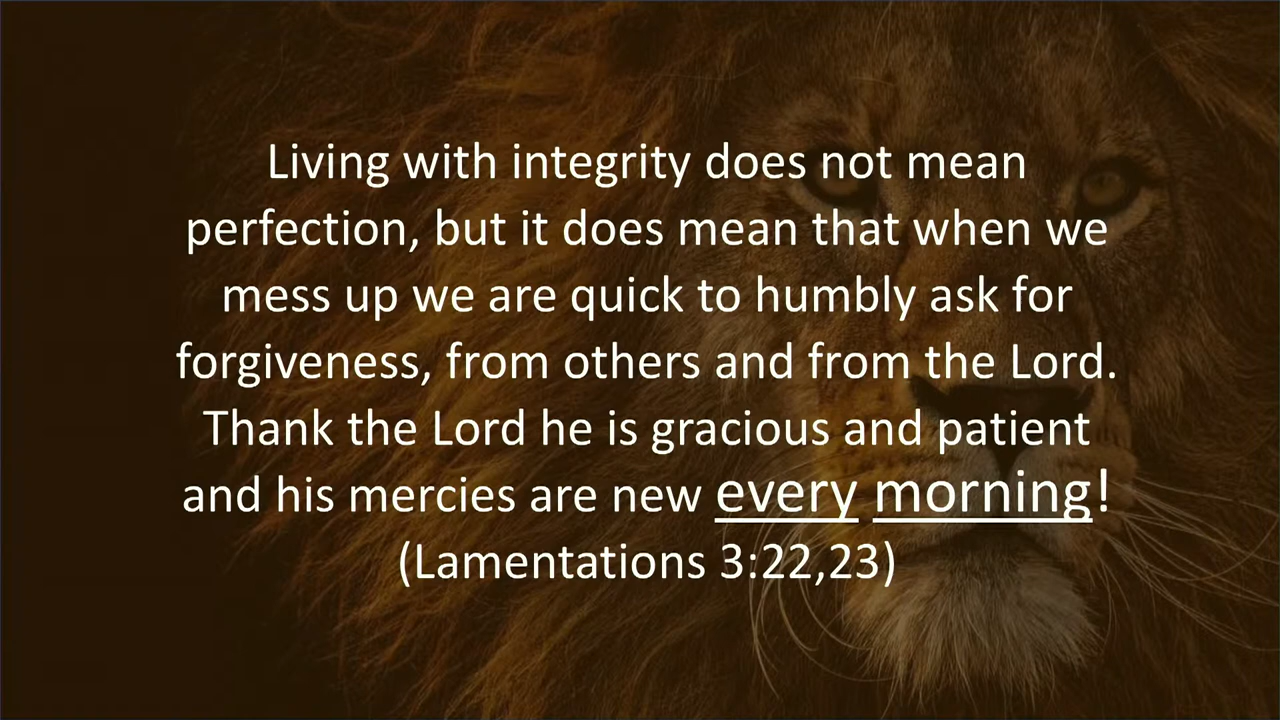 Living with integrity does not mean
perfection, but it does mean that when we
mess up we are quick to humbly ask for
forgiveness, from others and from the Lord.
Thank the Lord he is gracious and patient
and his mercies are new every morning!
(Lamentations 3:22,23)